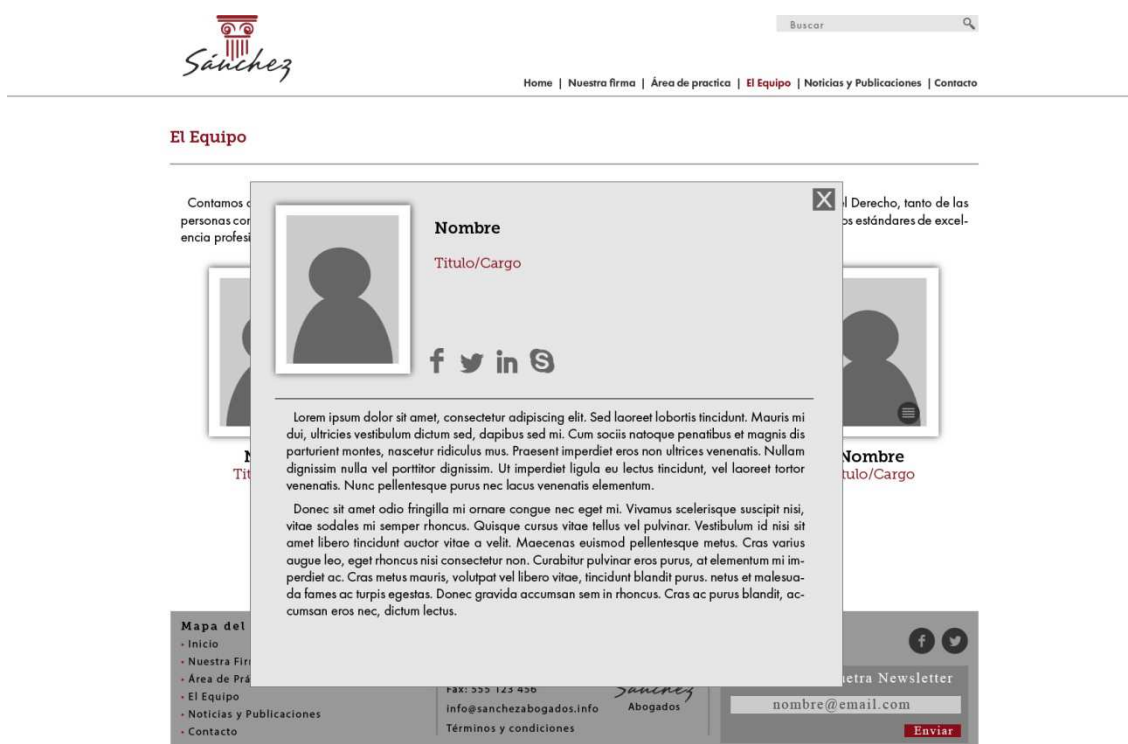 Sánchez
Buscar
Home | Nuestra firma | Área de practica | El Equipo | Noticias y Publicaciones | Contacto
El Equipo
Contamos
l Derecho, tanto de las
personas con
os estándares de excel-
encia profesi
Nombre
Titulo/Cargo
f in S
Lorem ipsum dolor sit amet, consectetur adipiscing elit. Sed laoreet lobortis tincidunt. Mauris mi
dui, ultricies vestibulum dictum sed, dapibus sed mi. Cum sociis natoque penatibus et magnis dis
parturient montes, nascetur ridiculus mus. Praesent imperdiet eros non ultrices venenatis. Nullam
dignissim nulla vel porttitor dignissim. Ut imperdiet ligula eu lectus tincidunt, vel laoreet tortor
venenatis. Nunc pellentesque purus nec lacus venenatis elementum.
Donec sit amet odio fringilla mi ornare congue nec eget mi. Vivamus scelerisque suscipit nisi,
vitae sodales mi semper rhoncus. Quisque cursus vitae tellus vel pulvinar. Vestibulum id nisi sit
amet libero tincidunt auctor vitae a velit. Maecenas euismod pellentesque metus. Cras varius
augue leo, eget rhoncus nisi consectetur non. Curabitur pulvinar eros purus, at elementum mi im-
perdiet ac. Cras metus mauris, volutpat vel libero vitae, tincidunt blandit purus. netus et malesua-
da fames ac turpis egestas. Donec gravida accumsan sem in rhoncus. Cras ac purus blandit, ac-
cumsan eros nec, dictum lectus.
Tit
Nombre
tulo/Cargo
Mapa del
• Inicio
• Nuestra Fir
• Área de Prá
• El Equipo
• Noticias y Publicaciones
• Contacto
Fax: 555 123 456
info@sanchezabogados.info
Términos y condiciones
Sánchez
Abogados
etra Newsletter
nombre@email.com
Enviar